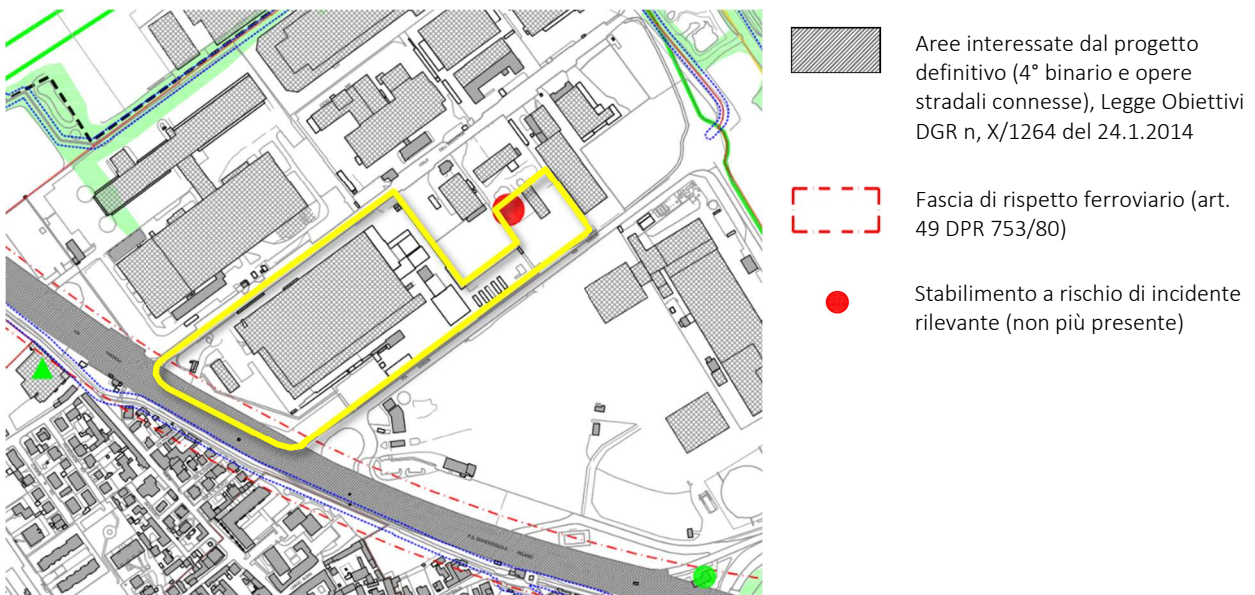 Aree interessate dal progetto
definitivo (4° binario e opere
stradali connesse), Legge Obiettivi
DGR n, X/1264 del 24.1.2014
Fascia di rispetto ferroviario (art.
49 DPR 753/80)
Stabilimento a rischio di incidente
rilevante (non più presente)